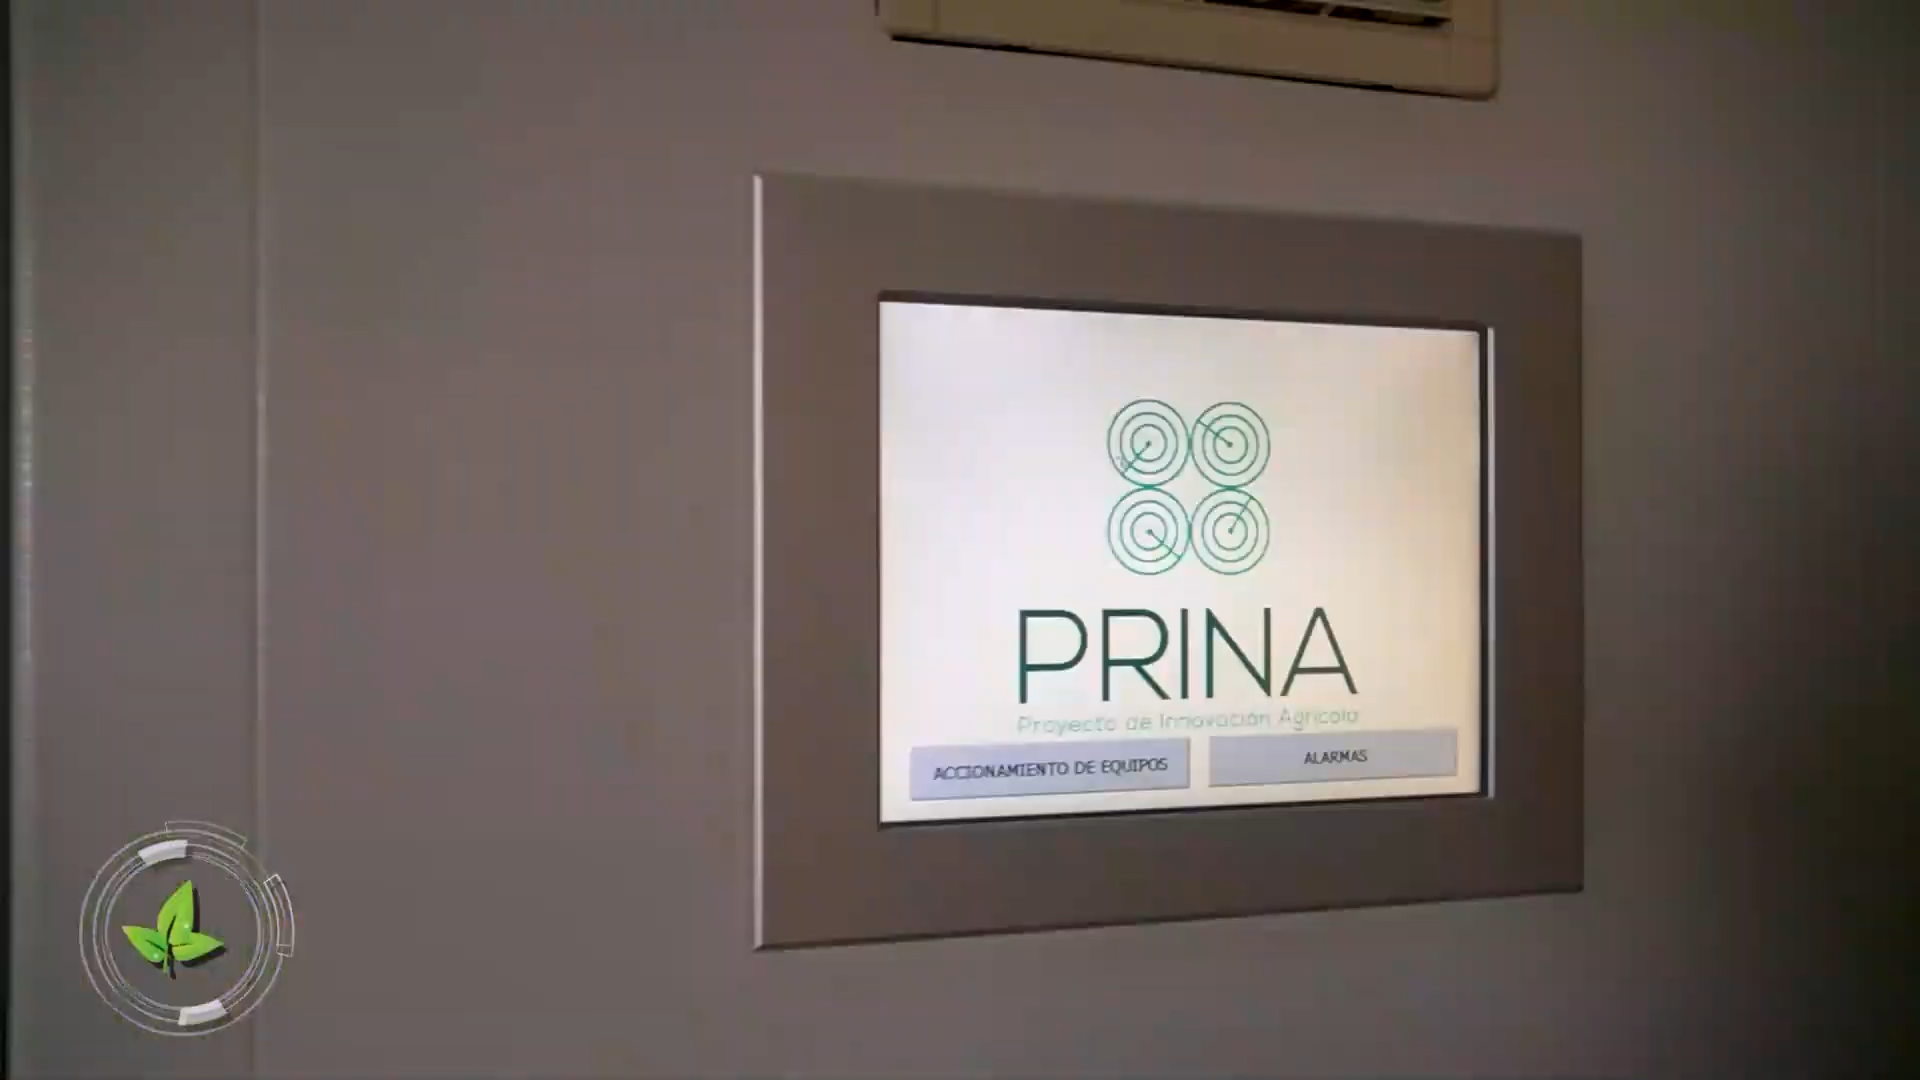 PRINA
Proyecto de Innovación Agrícola
ACCIONAMIENTO DE EQUIPOS
ALARMAS